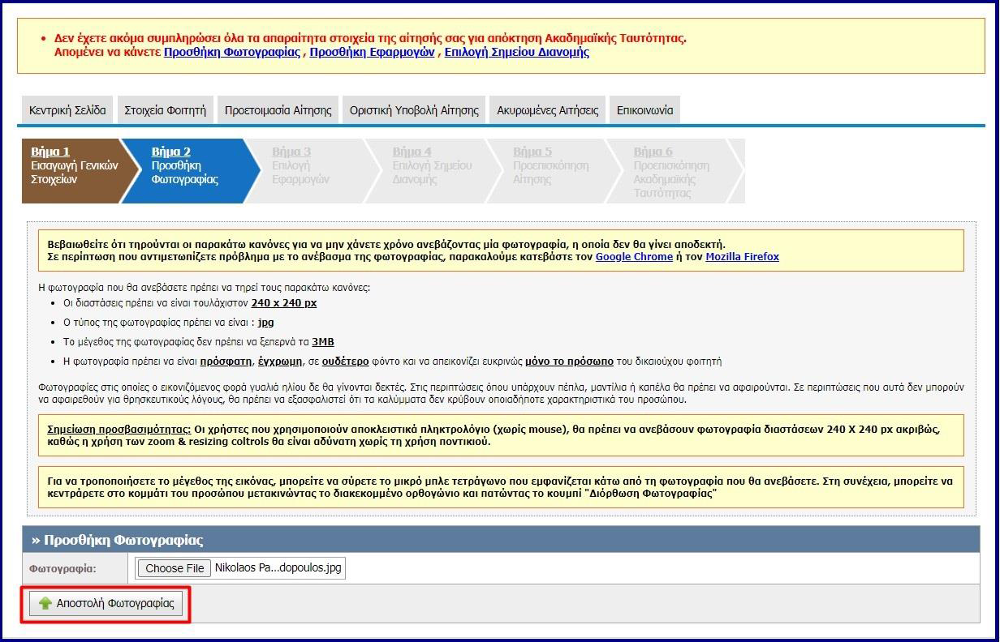 • Δεν έχετε ακόμα συμπληρώσει όλα τα απαραίτητα στοιχεία της αίτησής σας για απόκτηση Ακαδημαϊκής Ταυτότητας.
Απομένει να κάνετε Προσθήκη Φωτογραφίας , Προσθήκη Εφαρμογών , Επιλογή Σημείου Διανομής
Κεντρική Σελίδα Στοιχεία Φοιτητή Προετοιμασία Αίτησης Οριστική Υποβολή Αίτησης Ακυρωμένες Αιτήσεις Επικοινωνία
Βήμα 1
Εισαγωγή Γενικών
Στοιχείων
Βήμα 2
Προσθήκη
Φωτογραφίας
Βήμα 3
Επιλογή
Εφαρμογών
Βήμα 4
Επιλογή Σημείου
Διανομής
Βήμα 5
Προεπισκόπηση
Αίτησης
Βήμα 6
Προεπισκόπηση
Ακαδημαϊκής
Ταυτότητας
Βεβαιωθείτε ότι τηρούνται οι παρακάτω κανόνες για να μην χάνετε χρόνο ανεβάζοντας μία φωτογραφία, η οποία δεν θα γίνει αποδεκτή.
Σε περίπτωση που αντιμετωπίζετε πρόβλημα με το ανέβασμα της φωτογραφίας, παρακαλούμε κατεβάστε τον Google Chrome ή τον Mozilla Firefox
Η φωτογραφία που θα ανεβάσετε πρέπει να τηρεί τους παρακάτω κανόνες:
• Οι διαστάσεις πρέπει να είναι τουλάχιστον 240 x 240 px
• Ο τύπος της φωτογραφίας πρέπει να είναι : jpg
• Το μέγεθος της φωτογραφίας δεν πρέπει να ξεπερνά τα 3MB
• Η φωτογραφία πρέπει να είναι πρόσφατη, έγχρωμη, σε ουδέτερο φόντο και να απεικονίζει ευκρινώς μόνο το πρόσωπο του δικαιούχου φοιτητή
Φωτογραφίες στις οποίες ο εικονιζόμενος φορά γυαλιά ηλίου δε θα γίνονται δεκτές. Στις περιπτώσεις όπου υπάρχουν πέπλα, μαντίλια ή καπέλα θα πρέπει να αφαιρούνται. Σε περιπτώσεις που αυτά δεν μπορούν
να αφαιρεθούν για θρησκευτικούς λόγους, θα πρέπει να εξασφαλιστεί ότι τα καλύμματα δεν κρύβουν οποιαδήποτε χαρακτηριστικά του προσώπου.
Σημείωση προσβασιμότητας: Οι χρήστες που χρησιμοποιούν αποκλειστικά πληκτρολόγιο (χωρίς mouse), θα πρέπει να ανεβάσουν φωτογραφία διαστάσεων 240 X 240 px ακριβώς,
καθώς η χρήση των zoom & resizing coltrols θα είναι αδύνατη χωρίς τη χρήση ποντικιού.
Για να τροποποιήσετε το μέγεθος της εικόνας, μπορείτε να σύρετε το μικρό μπλε τετράγωνο που εμφανίζεται κάτω από τη φωτογραφία που θα ανεβάσετε. Στη συνέχεια, μπορείτε να
κεντράρετε στο κομμάτι του προσώπου μετακινώντας το διακεκομμένο ορθογώνιο και πατώντας το κουμπί "Διόρθωση Φωτογραφίας"
» Προσθήκη Φωτογραφίας
Φωτογραφία: Choose File Nikolaos Pa...dopoulos.jpg
Αποστολή Φωτογραφίας